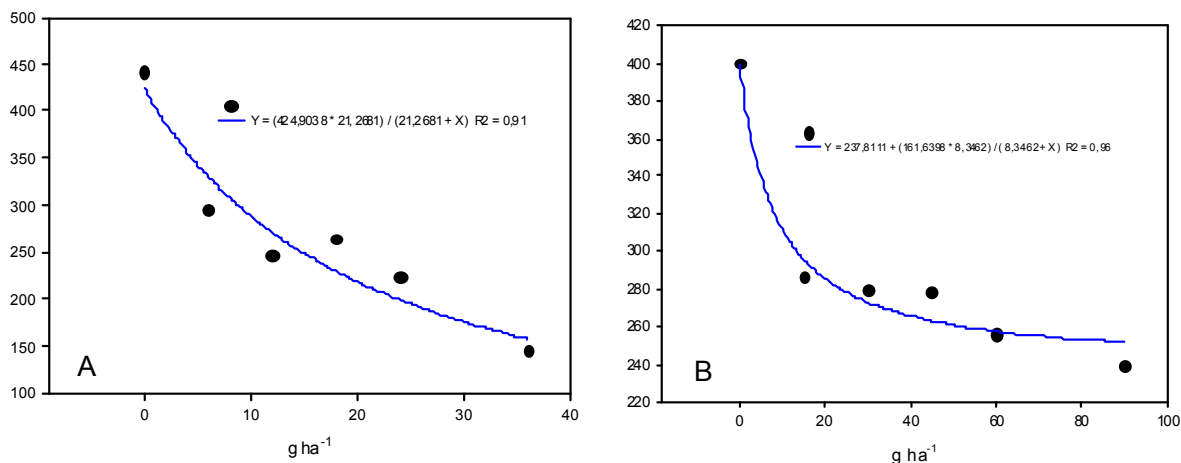 500
450
400
350
300
250
200
150
100
Y = (424,9038 * 21,2681) / (21,2681 + X) R2 = 0,91
A
0 10 20 30 40
g ha-1
420
400
380
360
340
320
300
280
260
240
220
Y = 237,8111 + (161,6398 * 8,3462) / (8,3462 + X) R2 = 0,96
B
0 20 40 60 80 100
g ha-1